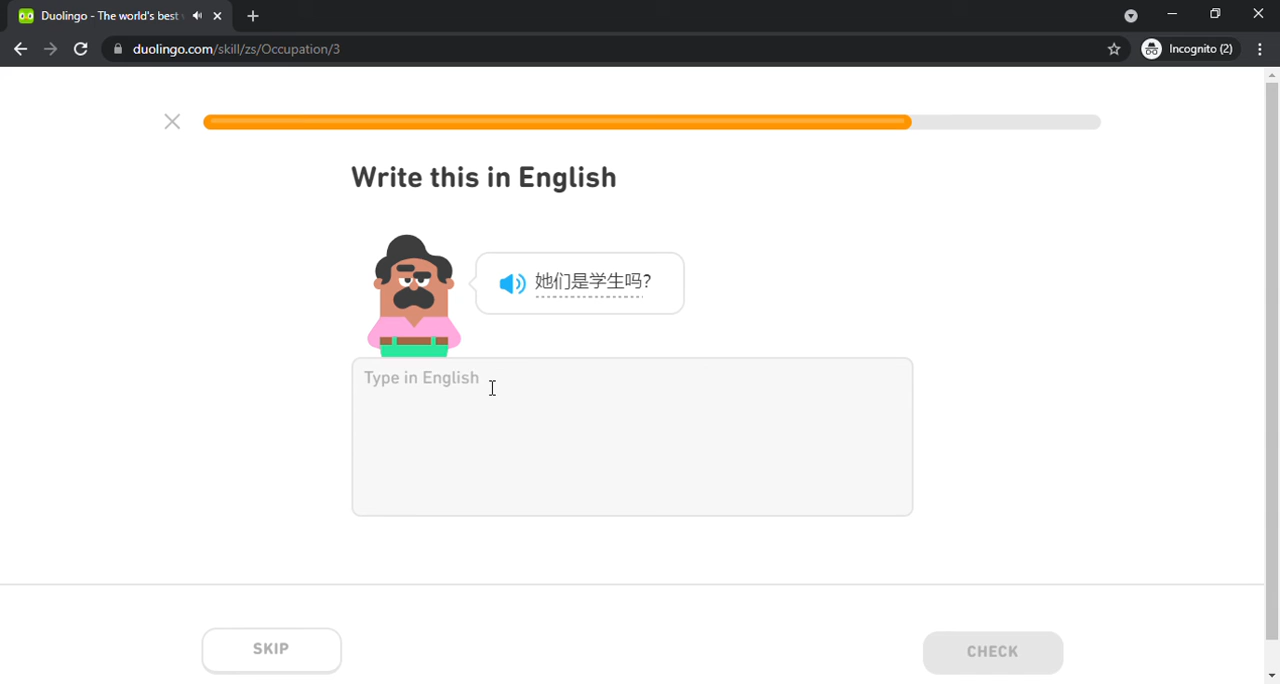 Duolingo - The world's best
duolingo.com/skill/zs/Occupation/3
Incognito (2)
Write this in English
她们是学生吗?
Type in English
SKIP
CHECK